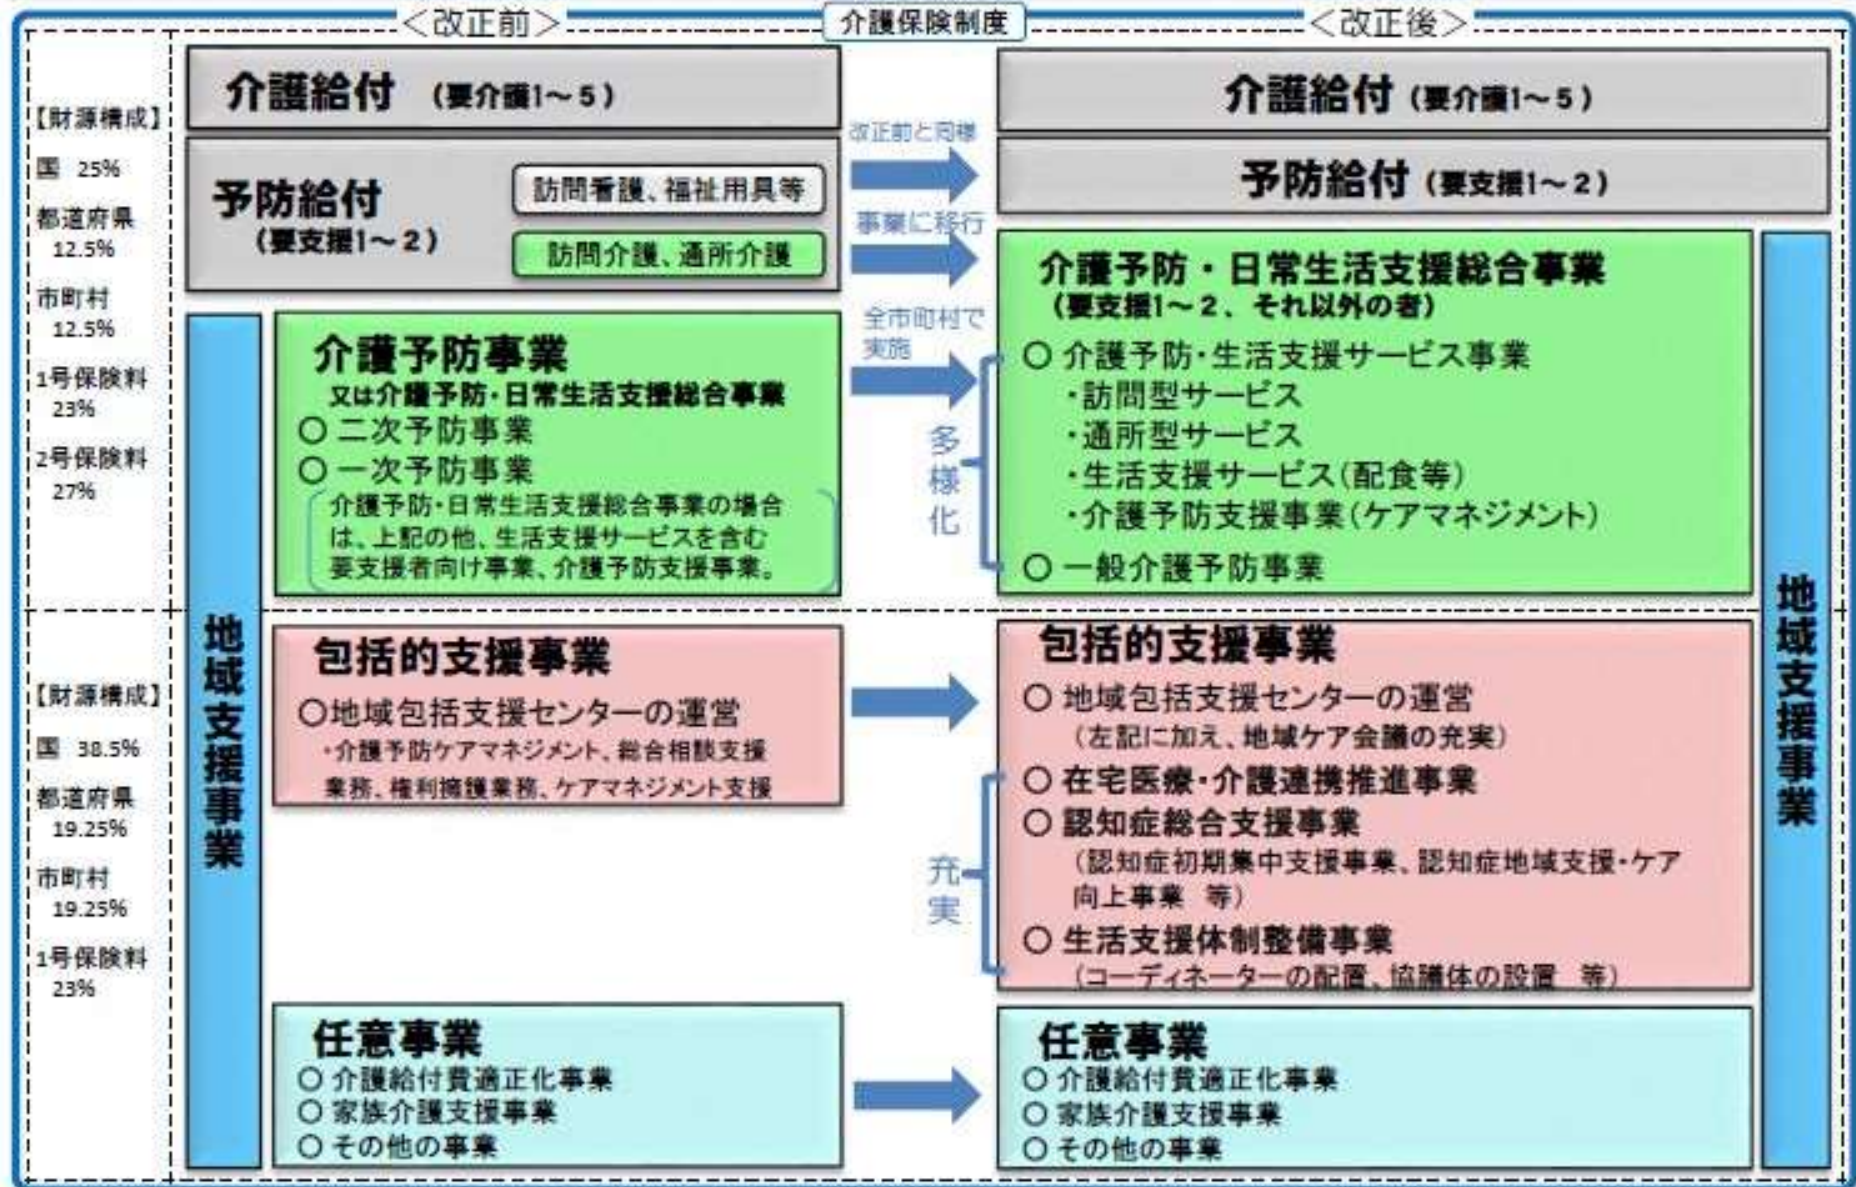 ＜改正前＞
介護保険制度
＜改正後＞
【財源構成】
国 25%
都道府県
12.5%
市町村
12.5%
1号保険料
23%
2号保険料
27%
介護給付 (要介護1～5)
予防給付
(要支援1～2)
訪問看護、福祉用具等
訪問介護、通所介護
改正前と同様
事業に移行
全市町村で
実施
多様化
介護給付 (要介護1～5)
予防給付 (要支援1～2)
介護予防事業
又は介護予防・日常生活支援総合事業
○ 二次予防事業
○ 一次予防事業
介護予防・日常生活支援総合事業の場合
は、上記の他、生活支援サービスを含む
要支援者向け事業、介護予防支援事業。
介護予防・日常生活支援総合事業
(要支援1～2、それ以外の者)
○ 介護予防・生活支援サービス事業
・訪問型サービス
・通所型サービス
・生活支援サービス(配食等)
・介護予防支援事業(ケアマネジメント)
○ 一般介護予防事業
地域支援事業
地域支援事業
【財源構成】
国 38.5%
都道府県
19.25%
市町村
19.25%
1号保険料
23%
包括的支援事業
○地域包括支援センターの運営
・介護予防ケアマネジメント、総合相談支援
業務、権利擁護業務、ケアマネジメント支援
充実
包括的支援事業
○ 地域包括支援センターの運営
(左記に加え、地域ケア会議の充実)
○ 在宅医療・介護連携推進事業
○ 認知症総合支援事業
(認知症初期集中支援事業、認知症地域支援・ケア
向上事業 等)
○ 生活支援体制整備事業
(コーディネーターの配置、協議体の設置 等)
任意事業
○ 介護給付費適正化事業
○ 家族介護支援事業
○ その他の事業
任意事業
○ 介護給付費適正化事業
○ 家族介護支援事業
○ その他の事業